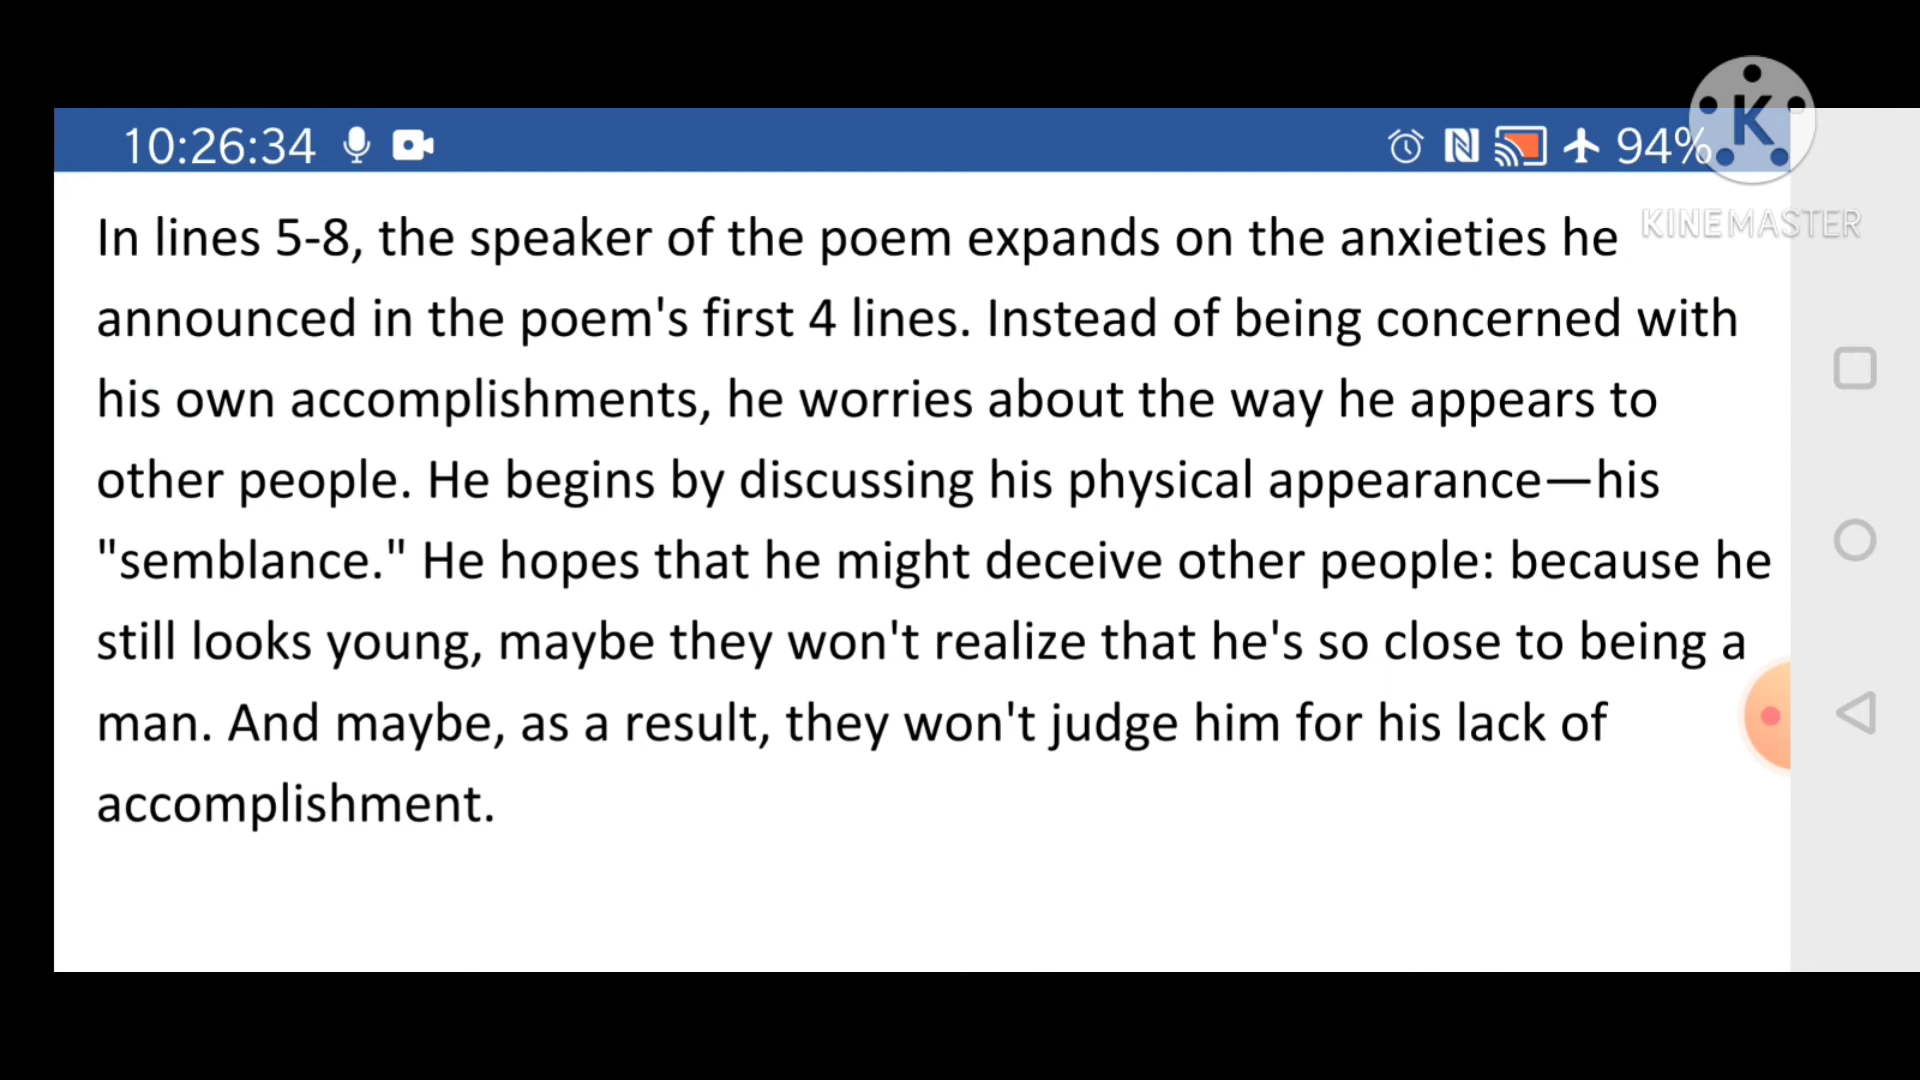 10:26:34
94%
K
KINEMASTER
In lines 5-8, the speaker of the poem expands on the anxieties he
announced in the poem's first 4 lines. Instead of being concerned with
his own accomplishments, he worries about the way he appears to
other people. He begins by discussing his physical appearance—his
"semblance." He hopes that he might deceive other people: because he
still looks young, maybe they won't realize that he's so close to being a
man. And maybe, as a result, they won't judge him for his lack of
accomplishment.